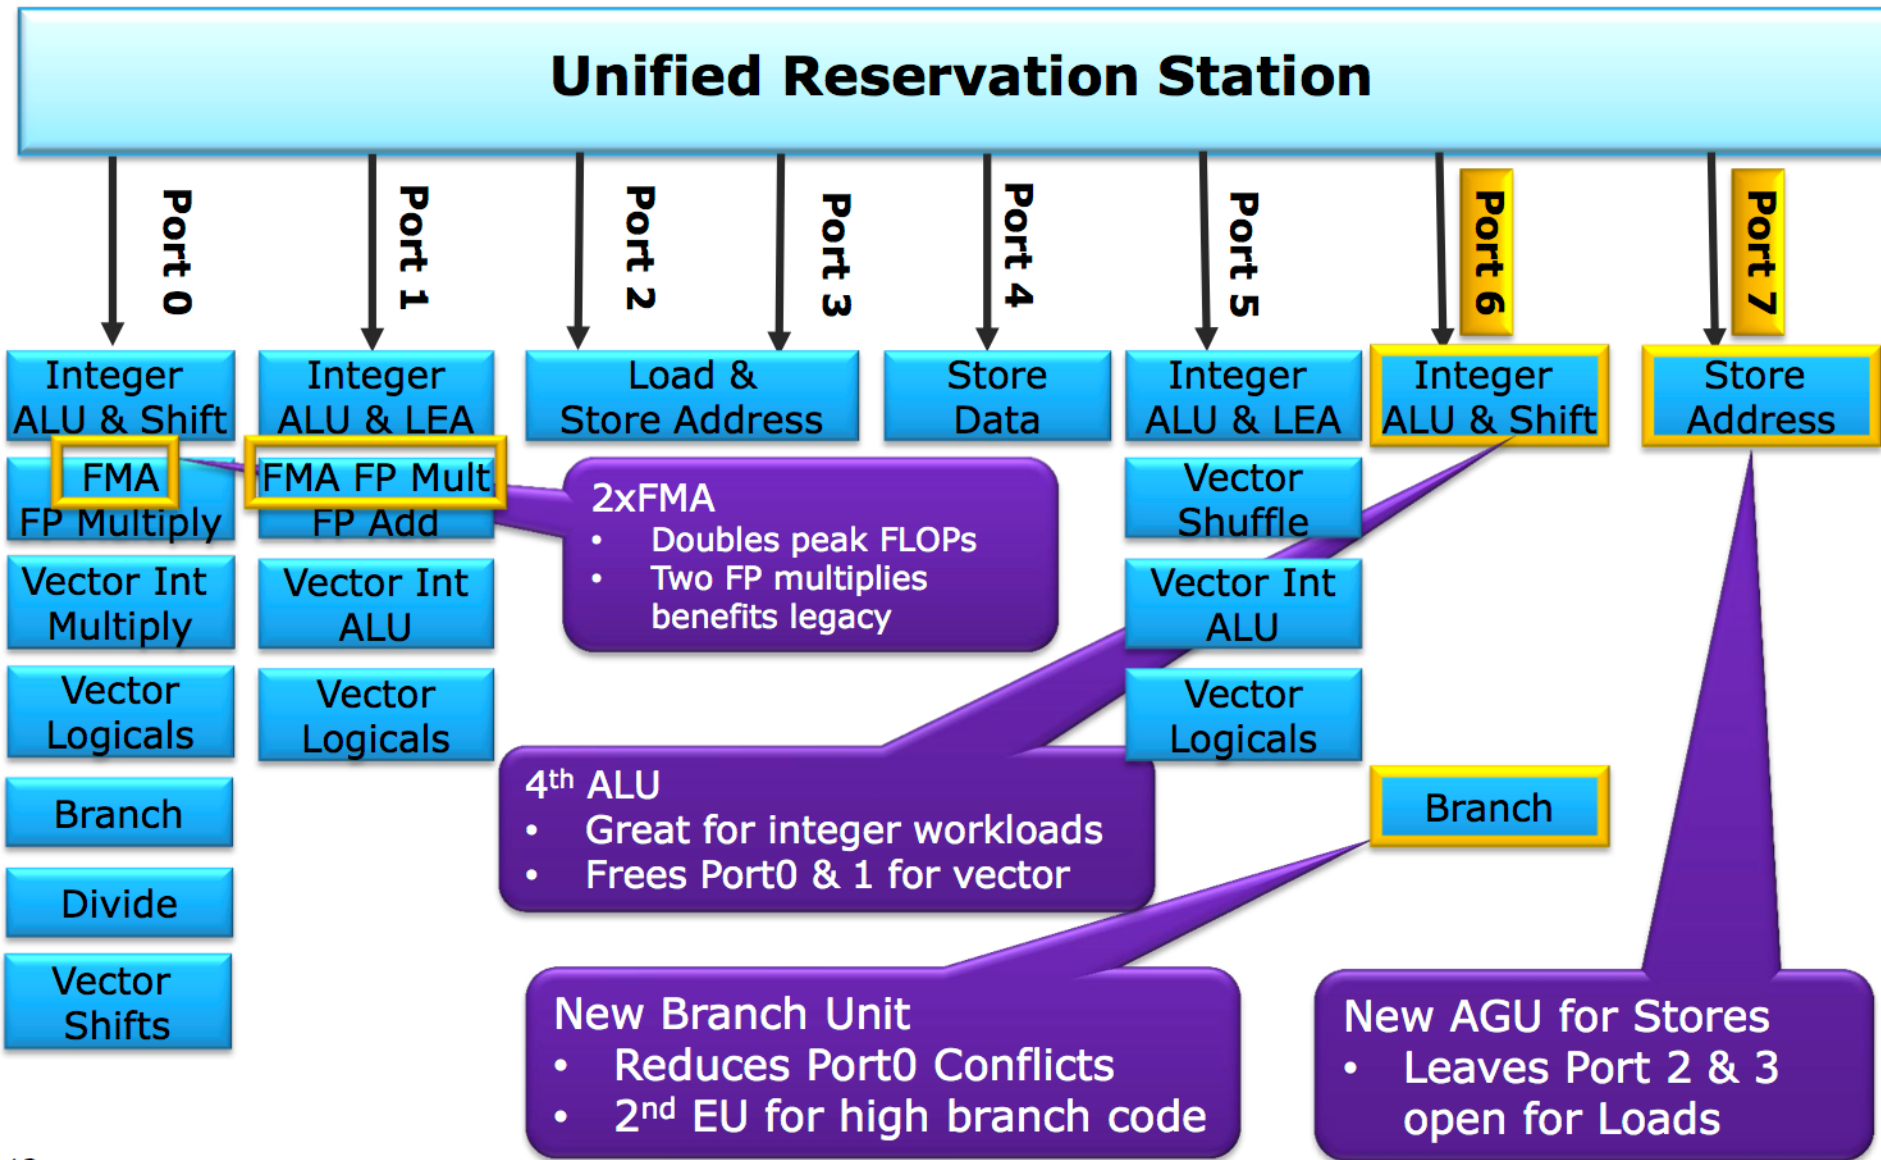 Unified Reservation Station
Port 0
Port 1
Port 2
Port 3
Port 4
Port 5
Port 6
Port 7
Integer
ALU & Shift
FMA
FP Multiply
Vector Int
Multiply
Vector
Logicals
Branch
Divide
Vector
Shifts
Integer
ALU & LEA
FMA FP Mult
FP Add
Vector Int
ALU
Vector
Logicals
Load &
Store Address
Store
Data
Integer
ALU & LEA
Vector
Shuffle
Vector Int
ALU
Vector
Logicals
Integer
ALU & Shift
Branch
Store
Address
2xFMA
• Doubles peak FLOPs
• Two FP multiplies
benefits legacy
4th ALU
• Great for integer workloads
• Frees Port0 & 1 for vector
New Branch Unit
• Reduces Port0 Conflicts
• 2nd EU for high branch code
New AGU for Stores
• Leaves Port 2 & 3
open for Loads